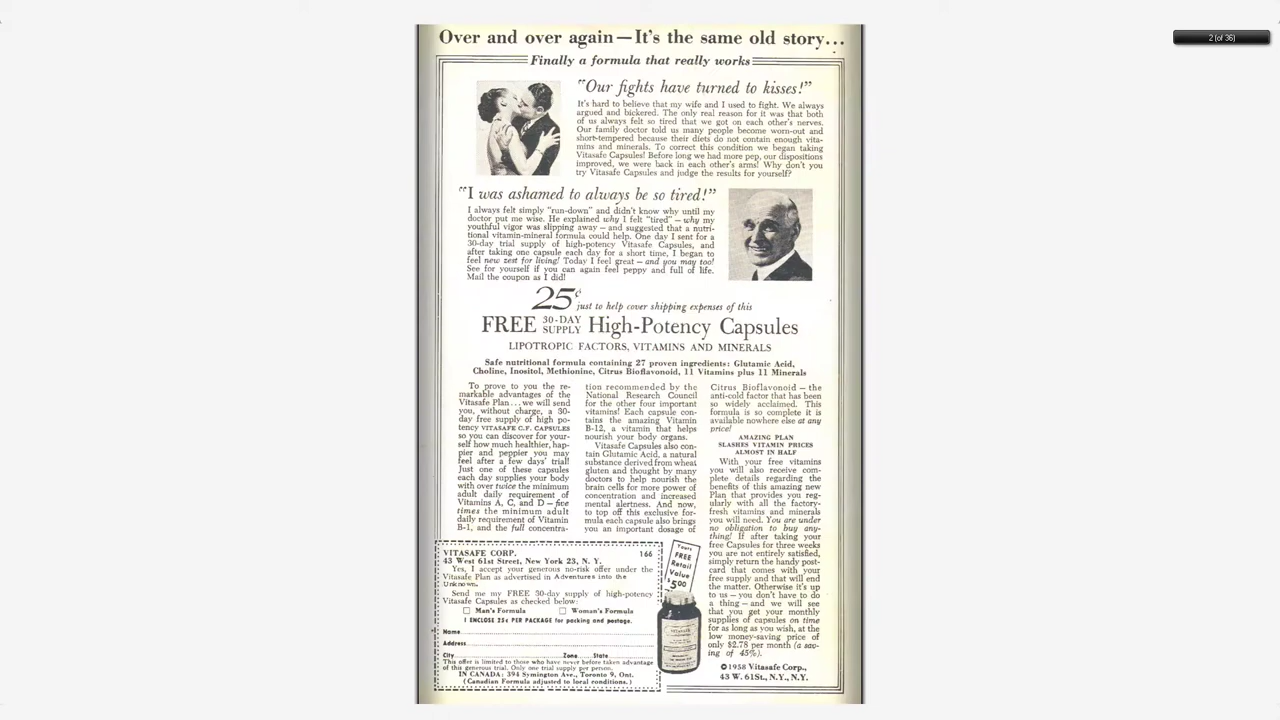 2 (of 36)
Over and over again—It's the same old story...
Finally a formula that really works
"Our fights have turned to kisses!"
It's hard to believe that my wife and I used to fight. We always
argued and bickered. The only real reason for it was that both
of us always felt so tired that we got on each other's nerves.
Our family doctor told us many people become worn-out and
short-tempered because their diets do not contain enough vita-
mins and minerals. To correct this condition we began taking
Vitasafe Capsules! Before long we had more pep, our dispositions
improved, we were back in each other's arms! Why don't you
try Vitasafe Capsules and judge the results for yourself?
"I was ashamed to always be so tired!"
I always felt simply "run-down" and didn't know why until my
doctor put me wise. He explained why I felt "tired" — why my
youthful vigor was slipping away — and suggested that a nutri-
tional vitamin-mineral formula could help. One day I sent for a
30-day trial supply of high-potency Vitasafe Capsules, and
after taking one capsule each day for a short time, I began to
feel new zest for living! Today I feel great — and you may too!
See for yourself if you can again feel peppy and full of life.
Mail the coupon as I did!
25¢ just to help cover shipping expenses of this
FREE 30-DAY SUPPLY High-Potency Capsules
LIPOTROPIC FACTORS, VITAMINS AND MINERALS
Safe nutritional formula containing 27 proven ingredients: Glutamic Acid,
Choline, Inositol, Methionine, Citrus Bioflavonoid, 11 Vitamins plus 11 Minerals
To prove to you the re-
markable advantages of the
Vitasafe Plan . . . we will send
you, without charge, a 30-
day free supply of high po-
tency VITASAFE C.F. CAPSULES
so you can discover for your-
self how much healthier, hap-
pier and peppier you may
feel after a few days' trial!
Just one of these capsules
each day supplies your body
with over twice the minimum
adult daily requirement of
Vitamins A, C, and D — five
times the minimum adult
daily requirement of Vitamin
B-1, and the full concentra-
tion recommended by the
National Research Council
for the other four important
vitamins! Each capsule con-
tains the amazing Vitamin
B-12, a vitamin that helps
nourish your body organs.
Vitasafe Capsules also con-
tain Glutamic Acid, a natural
substance derived from wheat
gluten and thought by many
doctors to help nourish the
brain cells for more power of
concentration and increased
mental alertness. And now,
to top off this exclusive for-
mula each capsule also brings
you an important dosage of
Citrus Bioflavonoid — the
anti-cold factor that has been
so widely acclaimed. This
formula is so complete it is
available nowhere else at any
price!
AMAZING PLAN
SLASHES VITAMIN PRICES
ALMOST IN HALF
With your free vitamins
you will also receive com-
plete details regarding the
benefits of this amazing new
Plan that provides you reg-
ularly with all the factory-
fresh vitamins and minerals
you will need. You are under
no obligation to buy any-
thing! If after taking your
free Capsules for three weeks
you are not entirely satisfied,
simply return the handy post-
card that comes with your
free supply and that will end
the matter. Otherwise it's up
to us — you don't have to do
a thing — and we will see
that you get your monthly
supplies of capsules on time
for as long as you wish, at the
low money-saving price of
only $2.78 per month (a sav-
ing of 45%).
©1958 Vitasafe Corp.,
43 W. 61St., N.Y., N.Y.
VITASAFE CORP. 166
43 West 61st Street, New York 23, N. Y.
Yes, I accept your generous no-risk offer under the
Vitasafe Plan as advertised in Adventures into the
Unknown.
Send me my FREE 30-day supply of high-potency
Vitasafe Capsules as checked below:
Man's Formula Woman's Formula
I ENCLOSE 25¢ PER PACKAGE for packing and postage.
Name
Address
City Zone State
This offer is limited to those who have never before taken advantage
of this generous trial. Only one trial supply per person.
IN CANADA: 394 Symington Ave., Toronto 9, Ont.
(Canadian Formula adjusted to local conditions.)
Yours
FREE
Retail
Value
$5.00
VITASAFE